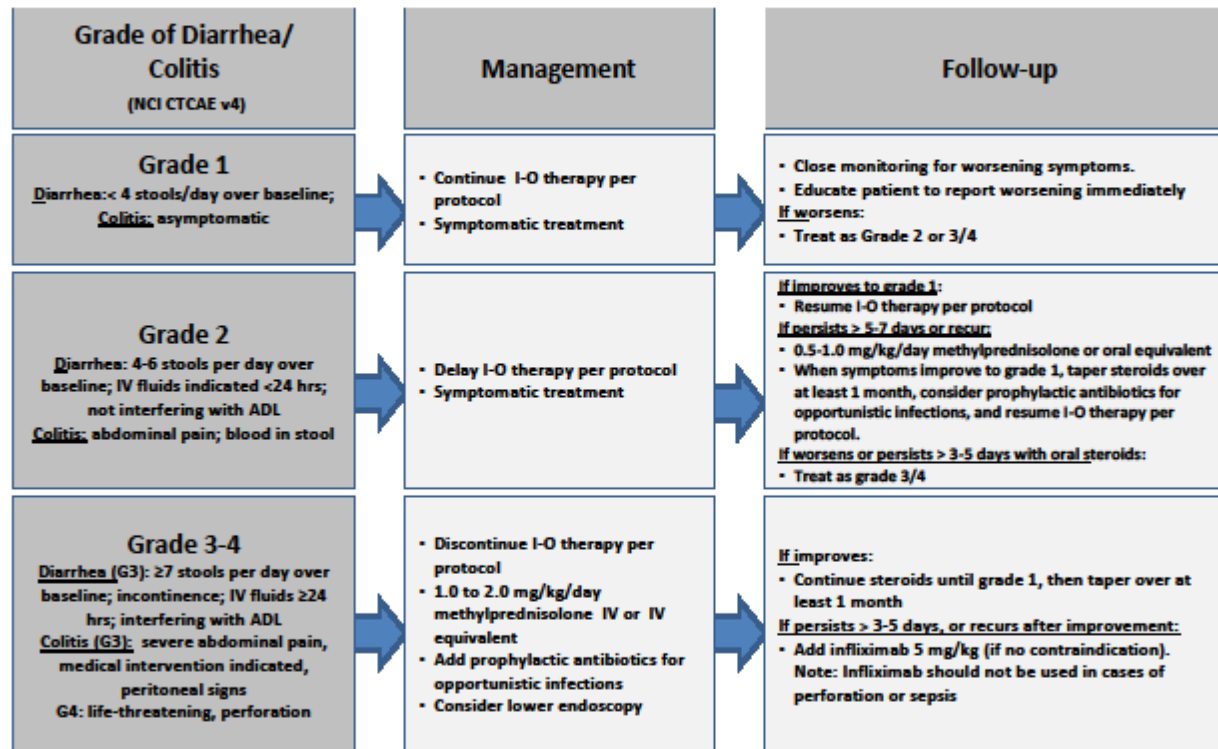 Grade of Diarrhea/
Colitis
(NCI CTCAE v4)
Management
Follow-up
Grade 1
Diarrhea:< 4 stools/day over baseline;
Colitis: asymptomatic
▪ Continue I-O therapy per
protocol
▪ Symptomatic treatment
▪ Close monitoring for worsening symptoms.
▪ Educate patient to report worsening immediately
If worsens:
▪ Treat as Grade 2 or 3/4
Grade 2
Diarrhea: 4-6 stools per day over
baseline; IV fluids indicated <24 hrs;
not interfering with ADL
Colitis: abdominal pain; blood in stool
▪ Delay I-O therapy per protocol
▪ Symptomatic treatment
If improves to grade 1:
▪ Resume I-O therapy per protocol
If persists > 5-7 days or recur:
▪ 0.5-1.0 mg/kg/day methylprednisolone or oral equivalent
▪ When symptoms improve to grade 1, taper steroids over
at least 1 month, consider prophylactic antibiotics for
opportunistic infections, and resume I-O therapy per
protocol.
If worsens or persists > 3-5 days with oral steroids:
▪ Treat as grade 3/4
Grade 3-4
Diarrhea (G3): ≥7 stools per day over
baseline; incontinence; IV fluids ≥24
hrs; interfering with ADL
Colitis (G3): severe abdominal pain,
medical intervention indicated,
peritoneal signs
G4: life-threatening, perforation
▪ Discontinue I-O therapy per
protocol
▪ 1.0 to 2.0 mg/kg/day
methylprednisolone IV or IV
equivalent
▪ Add prophylactic antibiotics for
opportunistic infections
▪ Consider lower endoscopy
If improves:
▪ Continue steroids until grade 1, then taper over at
least 1 month
If persists > 3-5 days, or recurs after improvement:
▪ Add infliximab 5 mg/kg (if no contraindication).
Note: Infliximab should not be used in cases of
perforation or sepsis